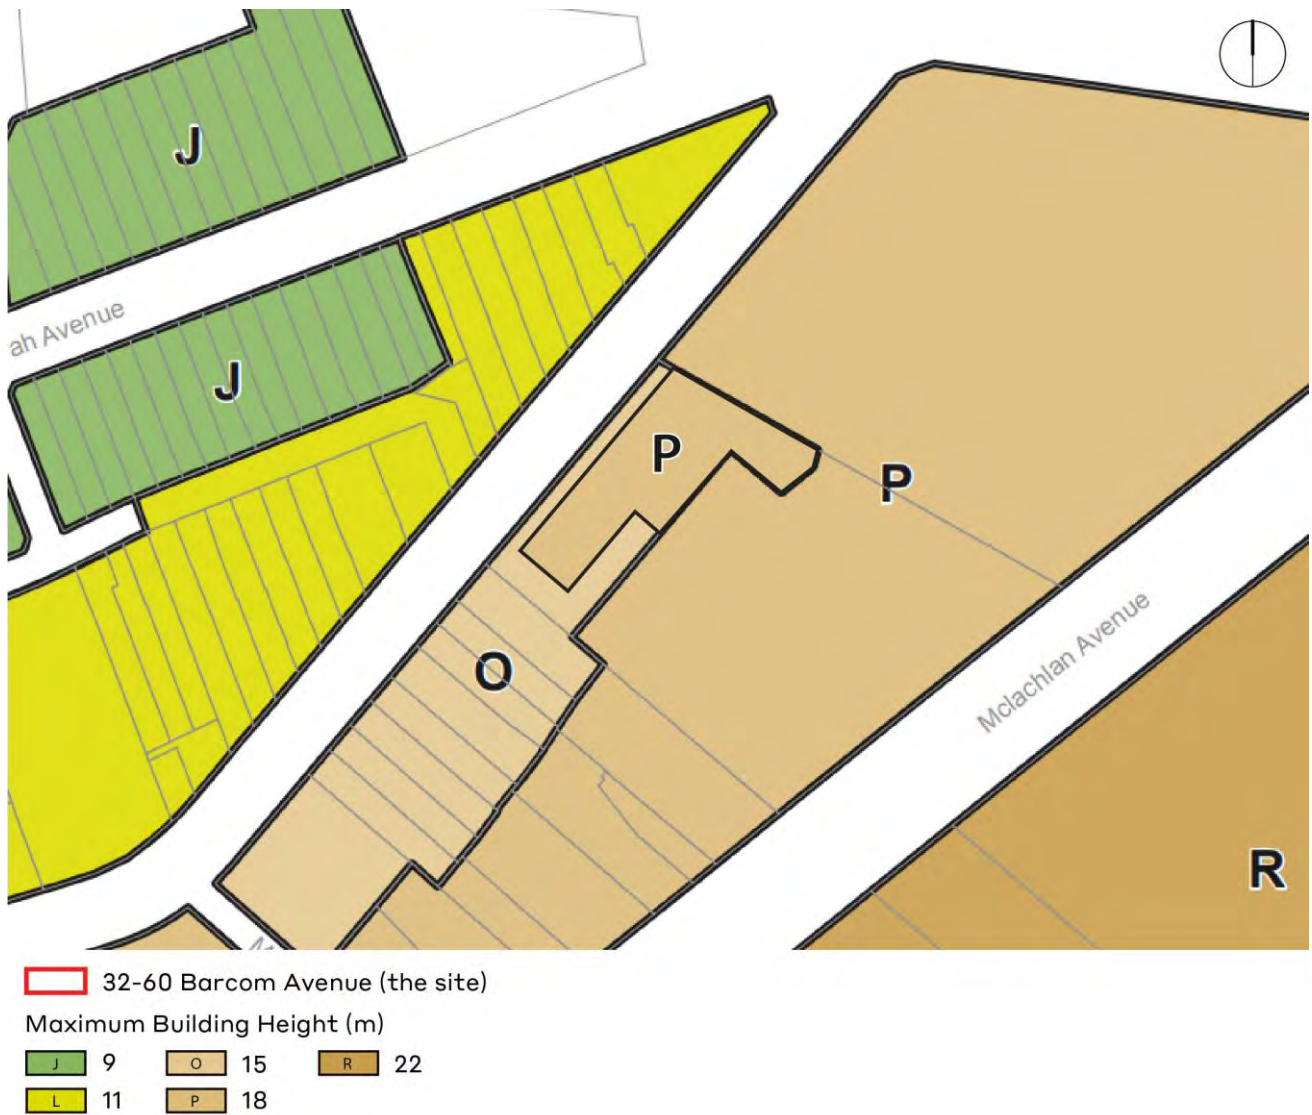 J
ah Avenue
J
P
P
O
Mclachlan Avenue
R
32-60 Barcom Avenue (the site)
Maximum Building Height (m)
J 9 O 15 R 22
L 11 P 18